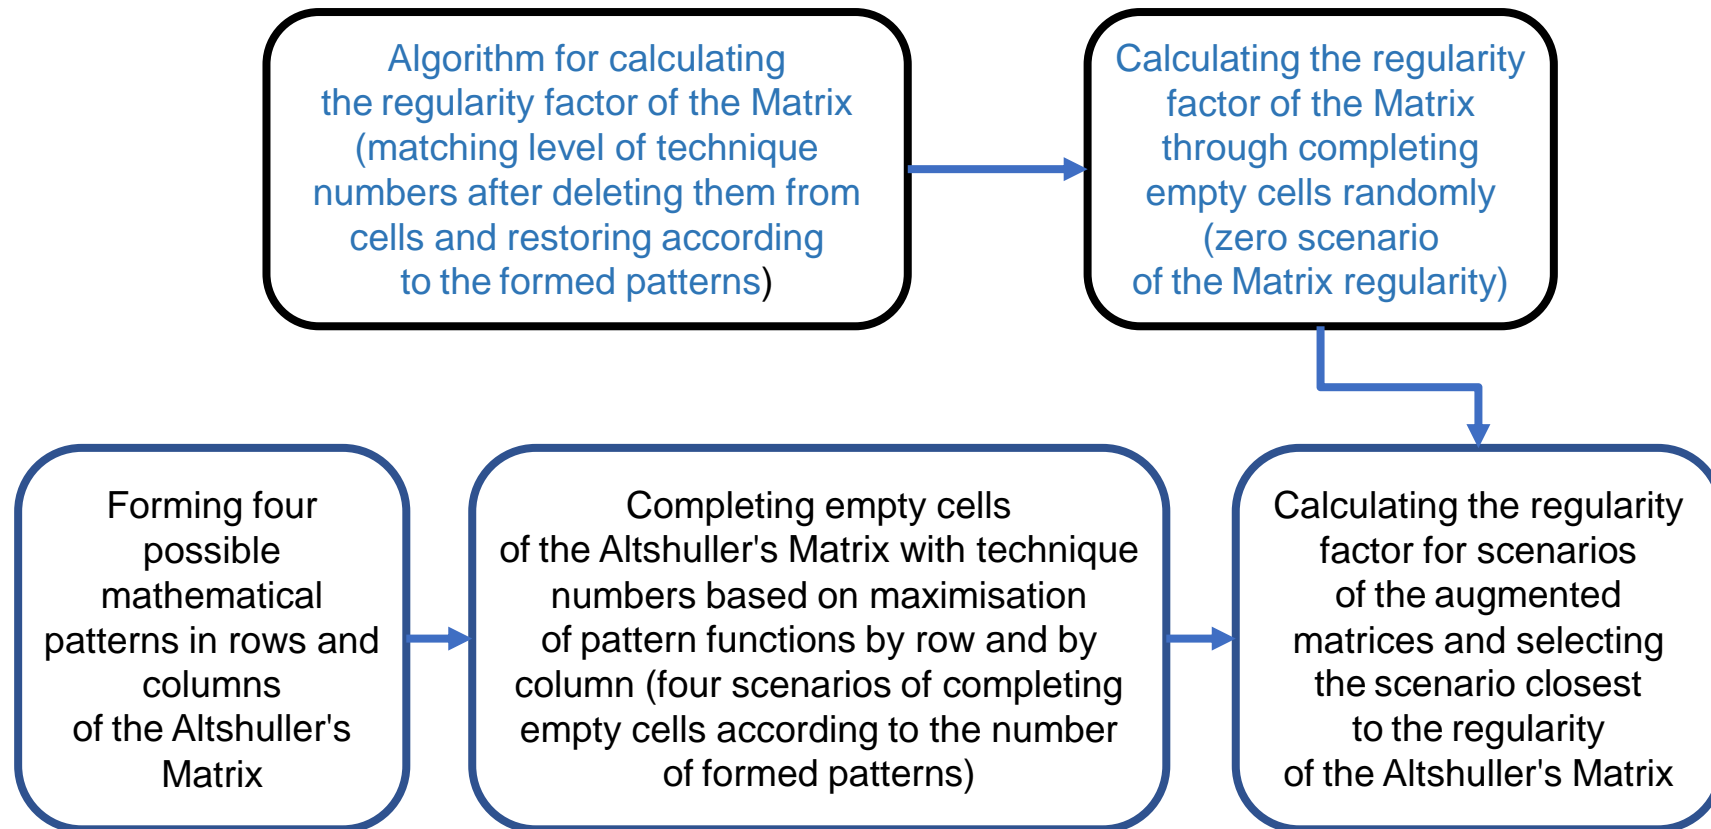 Algorithm for calculating
the regularity factor of the Matrix
(matching level of technique
numbers after deleting them from
cells and restoring according
to the formed patterns)
Calculating the regularity
factor of the Matrix
through completing
empty cells randomly
(zero scenario
of the Matrix regularity)
Forming four
possible
mathematical
patterns in rows and
columns
of the Altshuller's
Matrix
Completing empty cells
of the Altshuller's Matrix with technique
numbers based on maximisation
of pattern functions by row and by
column (four scenarios of completing
empty cells according to the number
of formed patterns)
Calculating the regularity
factor for scenarios
of the augmented
matrices and selecting
the scenario closest
to the regularity
of the Altshuller's Matrix